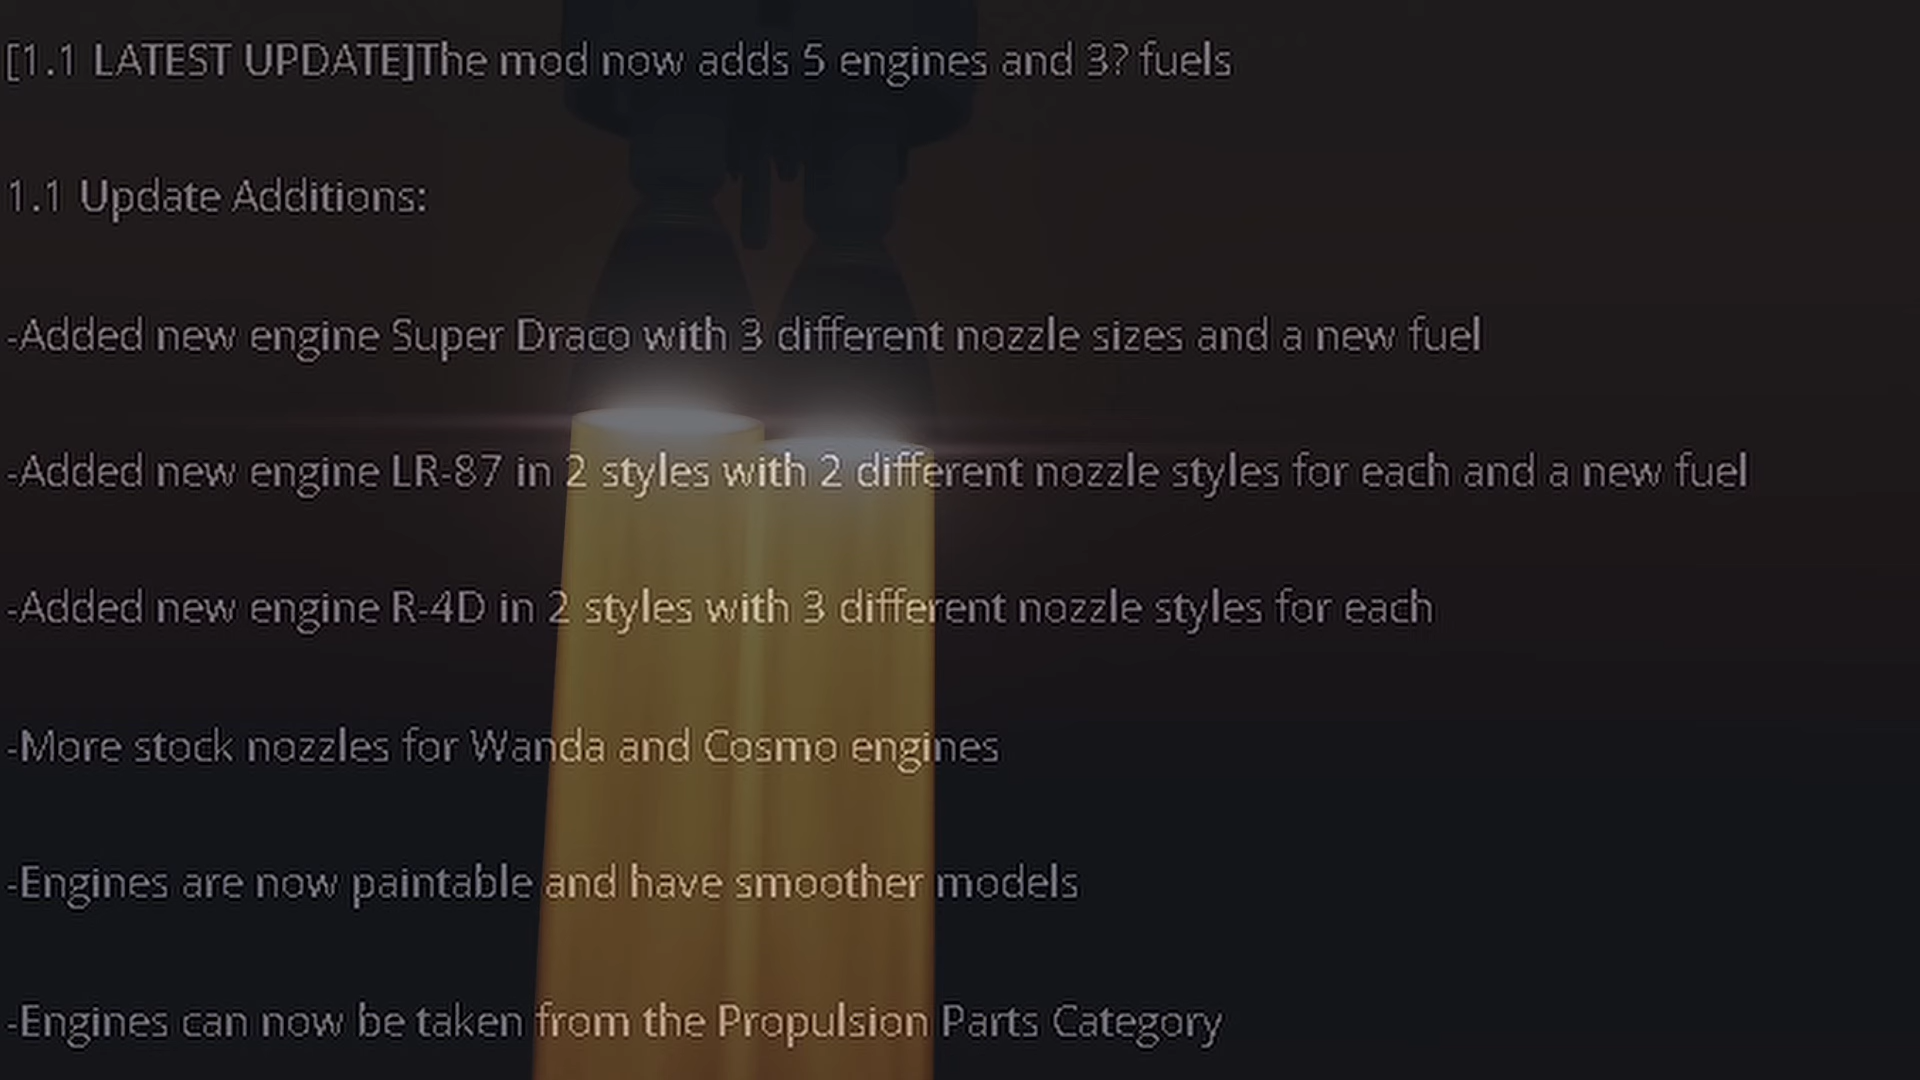 [1.1 LATEST UPDATE]The mod now adds 5 engines and 3? fuels
1.1 Update Additions:
-Added new engine Super Draco with 3 different nozzle sizes and a new fuel
-Added new engine LR-87 in 2 styles with 2 different nozzle styles for each and a new fuel
-Added new engine R-4D in 2 styles with 3 different nozzle styles for each
-More stock nozzles for Wanda and Cosmo engines
-Engines are now paintable and have smoother models
-Engines can now be taken from the Propulsion Parts Category